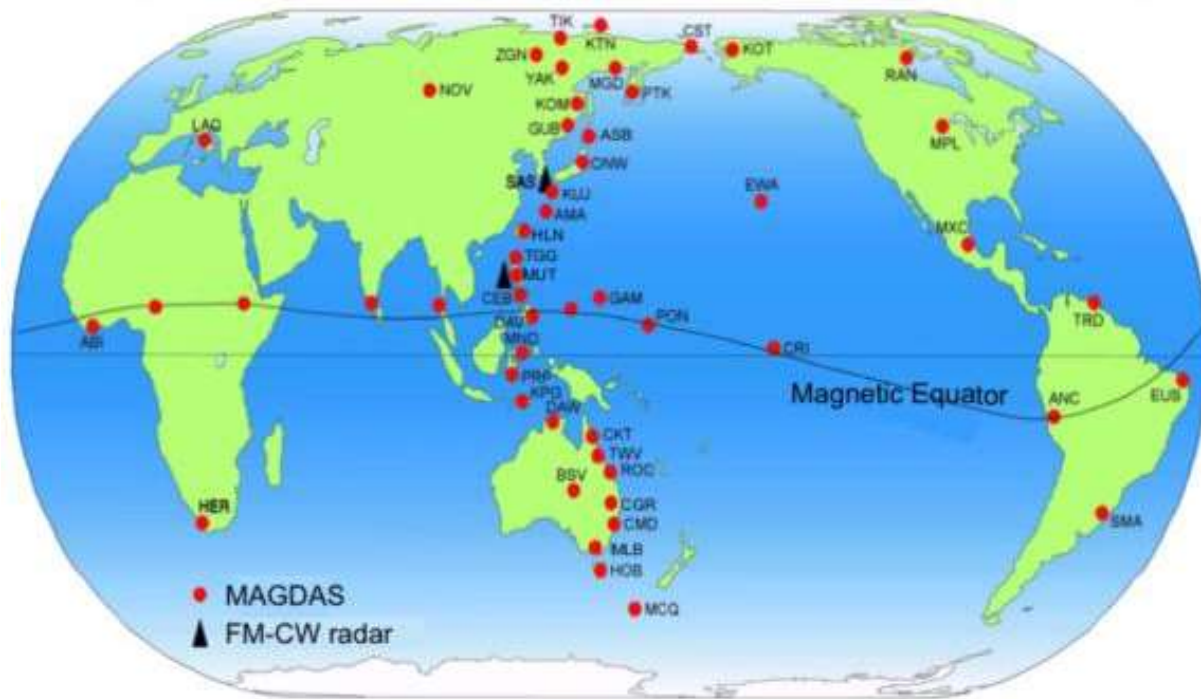 TIK
KTN
CST
KOT
ZGN
RAN
YAK
MGD
NOV
PTK
KOM
GUB
LAQ
ASB
MPL
ONW
SAS
KUJ
EWA
AMA
HLN
MXC
TGG
MUT
CEB
GAM
TRD
DAV
PON
ABI
MND
CRI
PRP
EUS
KPG
Magnetic Equator
DAW
ANC
CKT
TWV
ROC
BSV
HER
CGR
SMA
CMD
MLB
HOB
MAGDAS
MCQ
FM-CW radar